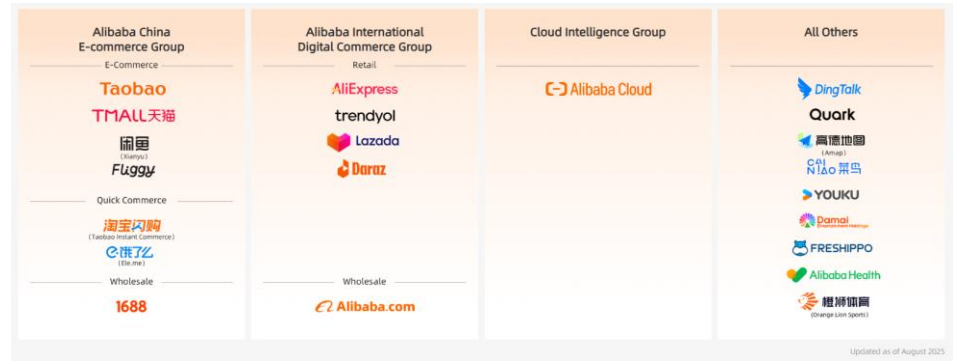 Alibaba China
E-commerce Group
E-Commerce
Taobao
TMALL天猫
闲鱼
(Xianyu)
Fliggy
Quick Commerce
淘宝闪购
(Taobao Instant Commerce)
饿了么
(Ele.me)
Wholesale
1688
Alibaba International
Digital Commerce Group
Retail
AliExpress
trendyol
Lazada
Daraz
Wholesale
Alibaba.com
Cloud Intelligence Group
Alibaba Cloud
All Others
DingTalk
Quark
高德地图
(Amap)
CAINIAO 菜鸟
YOUKU
Damai
Entertainment Holdings
FRESHIPPO
Alibaba Health
橙狮体育
(Orange Lion Sports)
Updated as of August 2025